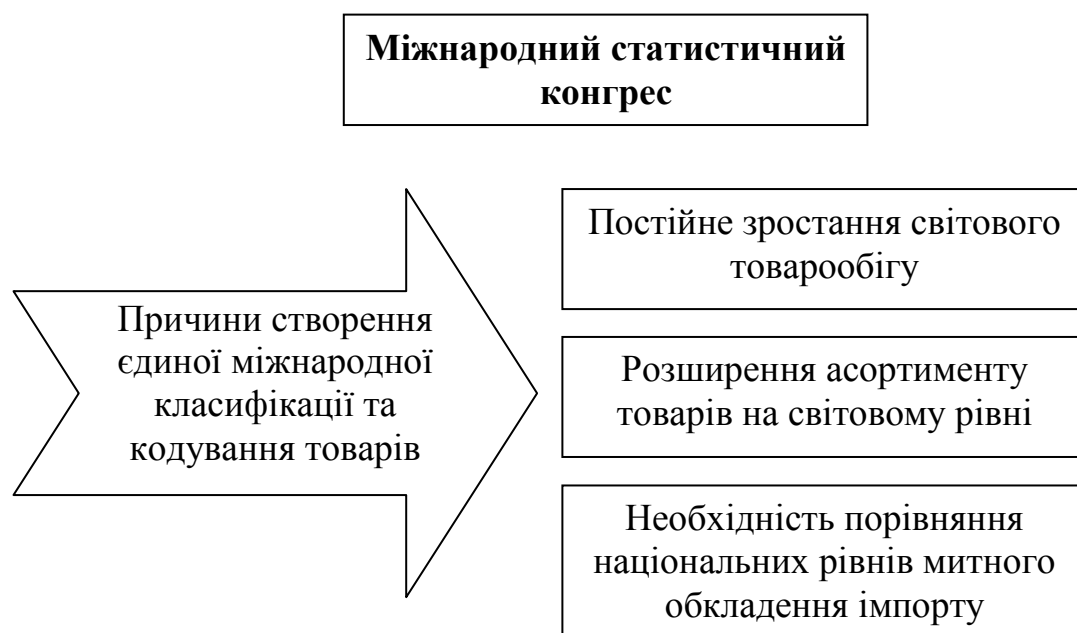 Міжнародний статистичний
конгрес
Причини створення
єдиної міжнародної
класифікації та
кодування товарів
Постійне зростання світового
товарообігу
Розширення асортименту
товарів на світовому рівні
Необхідність порівняння
національних рівнів митного
обкладення імпорту